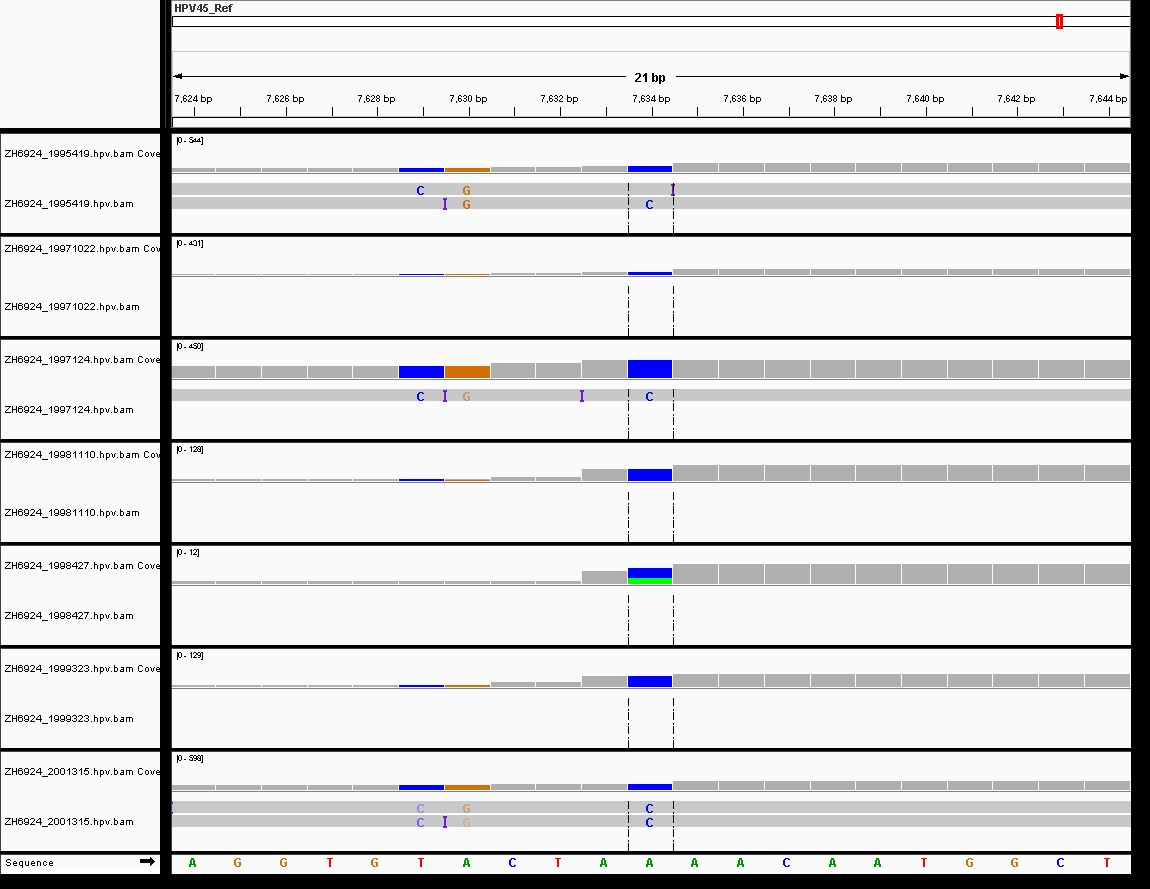 HPV45_Ref
21 bp
7,624 bp 7,626 bp 7,628 bp 7,630 bp 7,632 bp 7,634 bp 7,636 bp 7,638 bp 7,640 bp 7,642 bp 7,644 bp
[0 - 544]
ZH6924_1995419.hpv.bam Cove
C G I
ZH6924_1995419.hpv.bam
I G C
[0 - 431]
ZH6924_19971022.hpv.bam Cov
ZH6924_19971022.hpv.bam
[0 - 450]
ZH6924_1997124.hpv.bam Cove
C I G I C
ZH6924_1997124.hpv.bam
[0 - 128]
ZH6924_19981110.hpv.bam Cov
ZH6924_19981110.hpv.bam
[0 - 12]
ZH6924_1998427.hpv.bam Cove
ZH6924_1998427.hpv.bam
[0 - 129]
ZH6924_1999323.hpv.bam Cove
ZH6924_1999323.hpv.bam
[0 - 598]
ZH6924_2001315.hpv.bam Cove
C G C
ZH6924_2001315.hpv.bam
C I G C
Sequence A G G T G T A C T A A A A C A A T G G C T